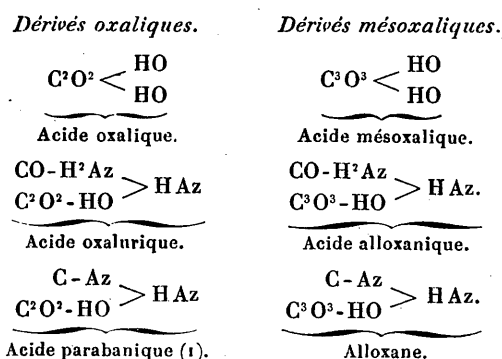 Dérivés oxaliques. Dérivés mésoxaliques.
C²O² < HO HO C³O³ < HO HO
Acide oxalique. Acide mésoxalique.
CO-H²Az C²O²-HO > HAz CO-H²Az C³O³-HO > HAz.
Acide oxalurique. Acide alloxanique.
C-Az C²O²-HO > HAz C-Az C³O³-HO > HAz.
Acide parabanique (1). Alloxane.